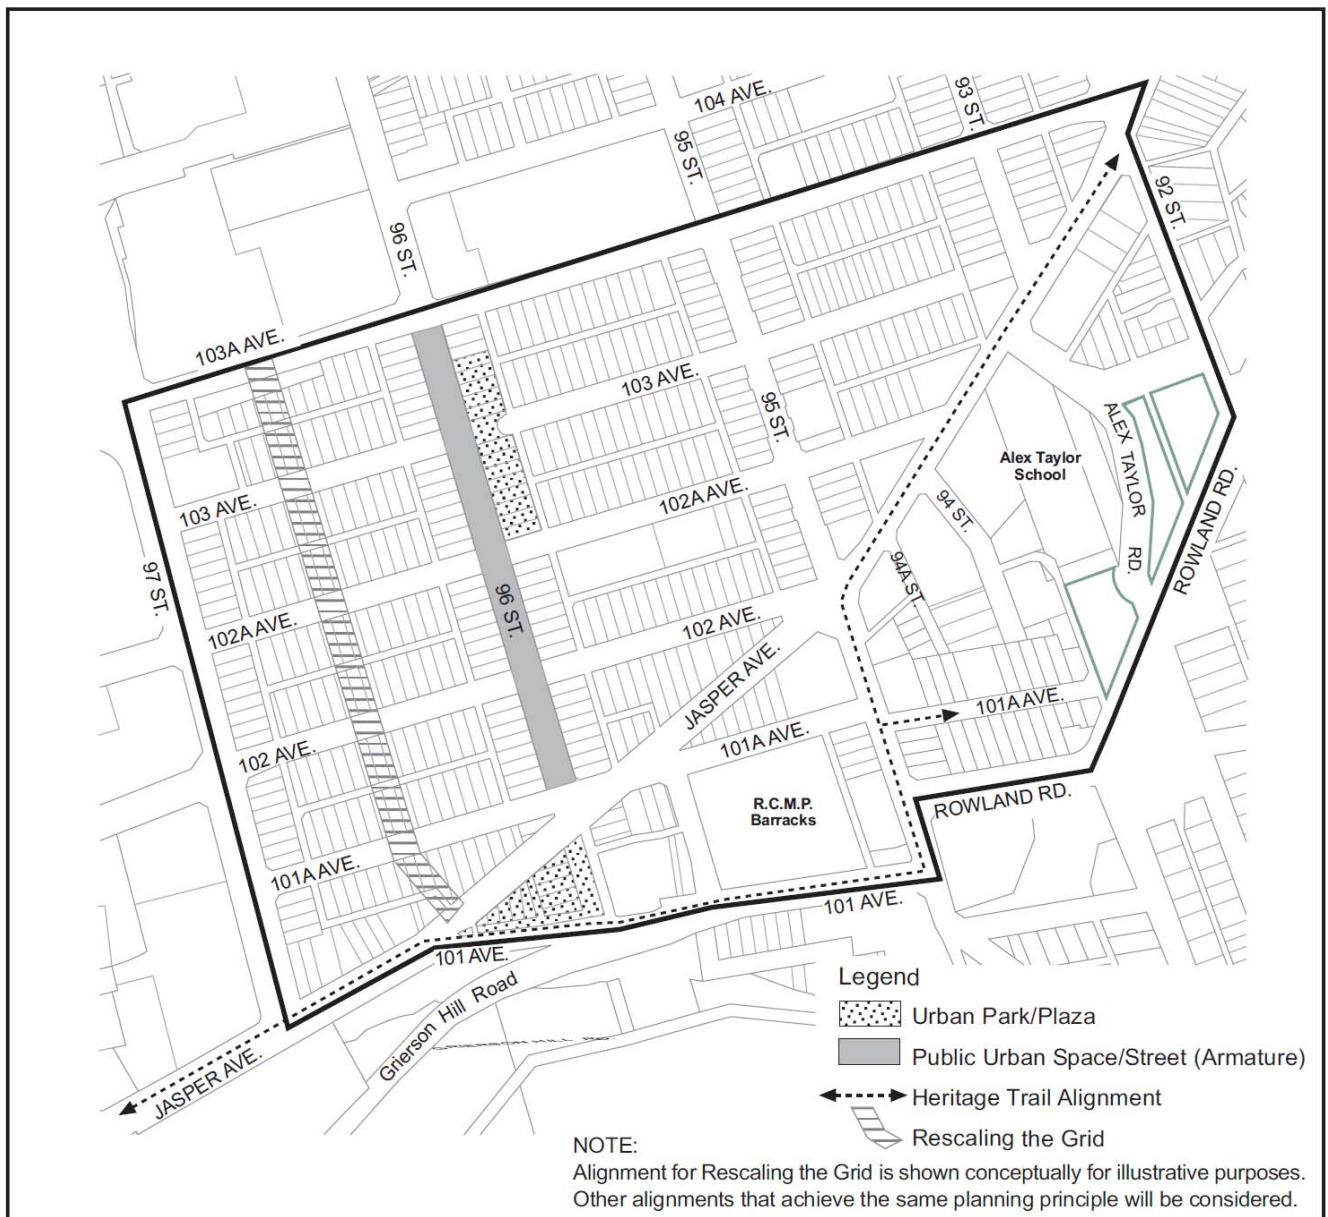 104 AVE.
93 ST.
95 ST.
92 ST.
96 ST.
103A AVE.
103 AVE.
95 ST.
ALEX TAYLOR RD.
Alex Taylor
School
102A AVE.
94 ST.
103 AVE.
ROWLAND RD.
94A ST.
97 ST.
96 ST.
102 AVE.
102A AVE.
JASPER AVE.
101A AVE.
101A AVE.
102 AVE.
R.C.M.P.
Barracks
ROWLAND RD.
101A AVE.
101 AVE.
101 AVE.
Grierson Hill Road
GRIERSON HILL RD.
JASPER AVE.
Legend
Urban Park/Plaza
Public Urban Space/Street (Armature)
Heritage Trail Alignment
Rescaling the Grid
NOTE:
Alignment for Rescaling the Grid is shown conceptually for illustrative purposes.
Other alignments that achieve the same planning principle will be considered.